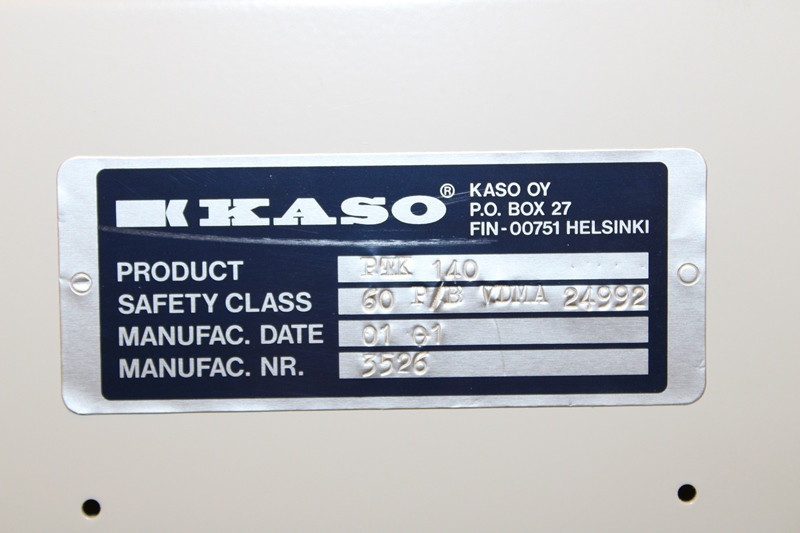 KASO®
KASO OY
P.O. BOX 27
FIN-00751 HELSINKI
PRODUCT PTK 140
SAFETY CLASS 60 P/B VDMA 24992
MANUFAC. DATE 01 01
MANUFAC. NR. 3526